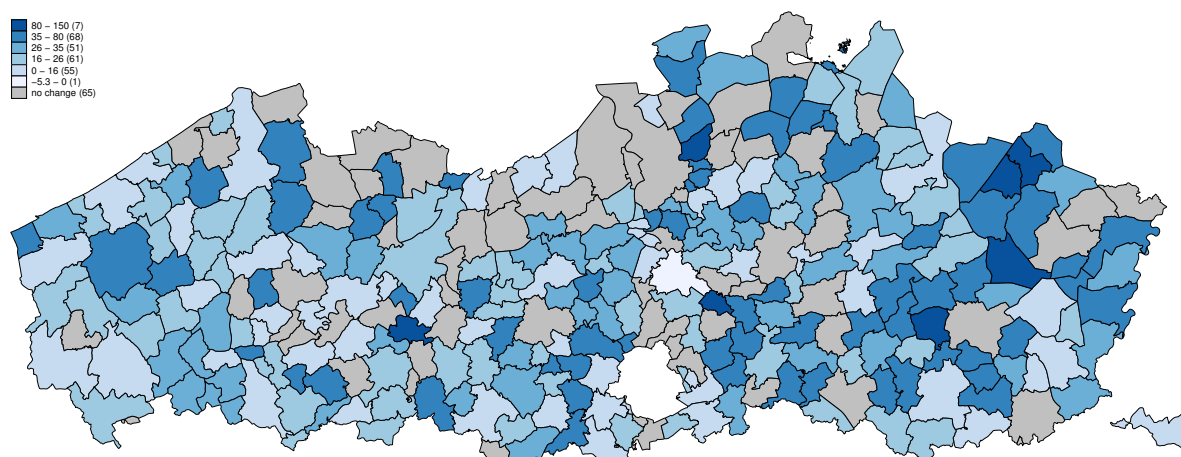 80 − 150 (7)
35 − 80 (68)
26 − 35 (51)
16 − 26 (61)
0 − 16 (55)
−5.3 − 0 (1)
no change (65)